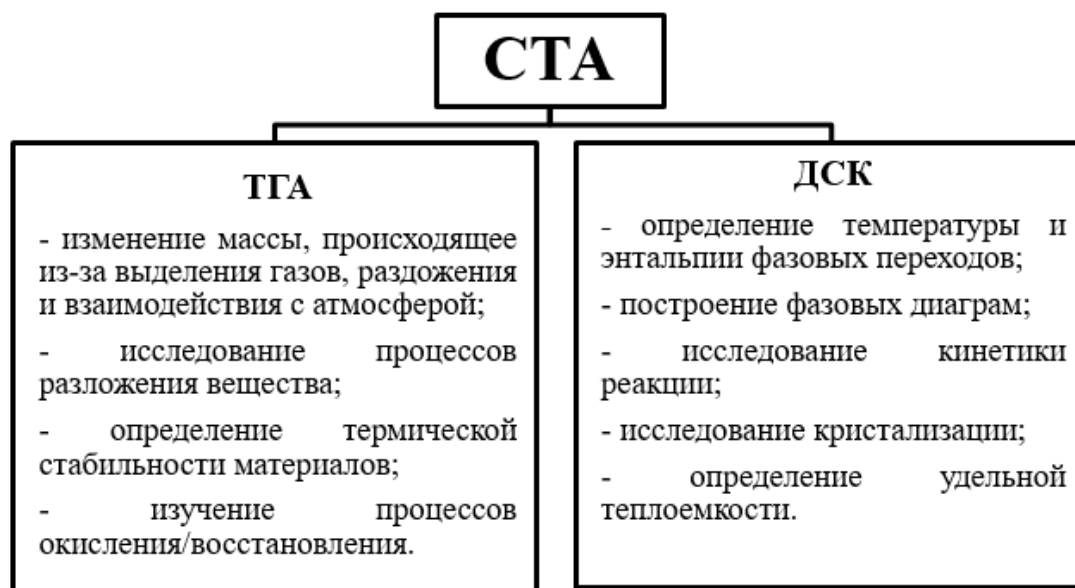 СТА
ТГА
- изменение массы, происходящее
из-за выделения газов, раздожения
и взаимодействия с атмосферой;
- исследование процессов
разложения вещества;
- определение термической
стабильности материалов;
- изучение процессов
окисления/восстановления.
ДСК
- определение температуры и
энтальпии фазовых переходов;
- построение фазовых диаграм;
- исследование кинетики
реакции;
- исследование кристализации;
- определение удельной
теплоемкости.